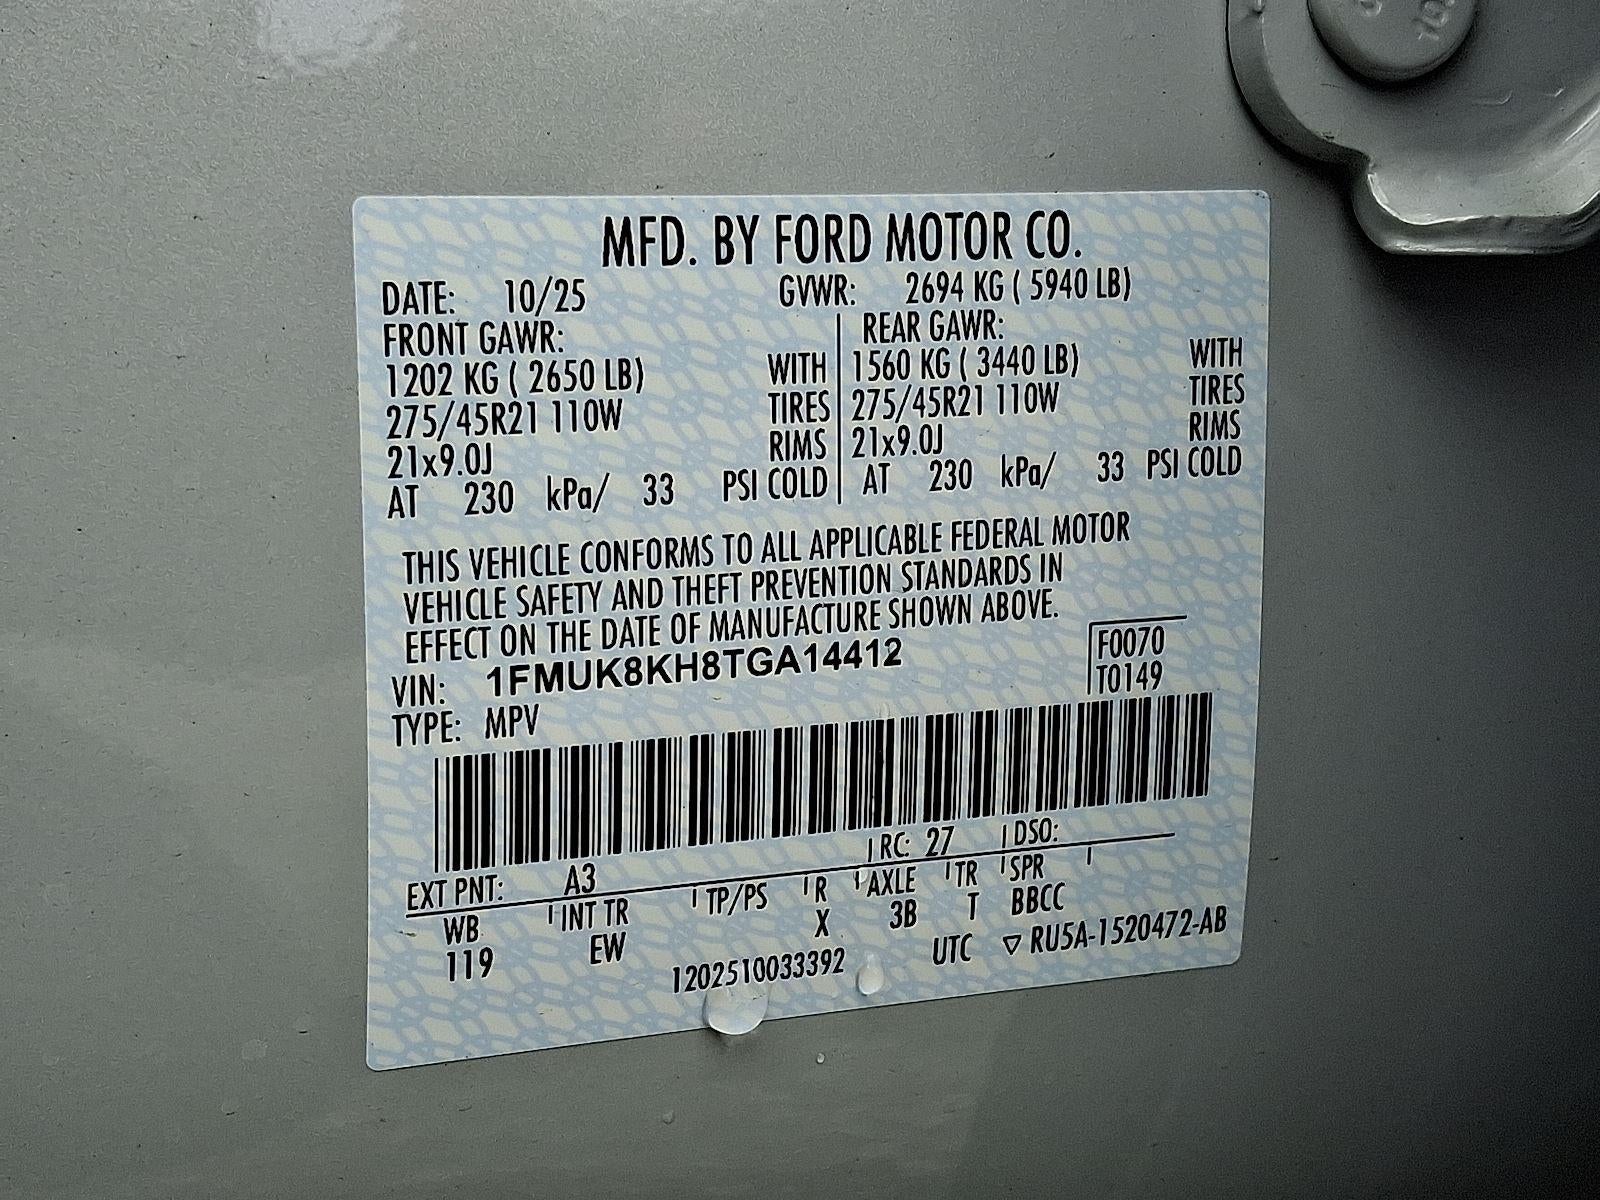 MFD. BY FORD MOTOR CO.
DATE: 10/25 GVWR: 2694 KG ( 5940 LB)
FRONT GAWR: REAR GAWR:
1202 KG ( 2650 LB) WITH 1560 KG ( 3440 LB) WITH
275/45R21 110W TIRES 275/45R21 110W TIRES
21x9.0J RIMS 21x9.0J RIMS
AT 230 kPa/ 33 PSI COLD AT 230 kPa/ 33 PSI COLD
THIS VEHICLE CONFORMS TO ALL APPLICABLE FEDERAL MOTOR
VEHICLE SAFETY AND THEFT PREVENTION STANDARDS IN
EFFECT ON THE DATE OF MANUFACTURE SHOWN ABOVE.
VIN: 1FMUK8KH8TGA14412 F0070
TYPE: MPV T0149
EXT PNT: A3 RC: 27 DSO:
WB INT TR TP/PS R AXLE TR SPR
119 EW X 3B T BBCC
1202510033392 UTC ▽ RU5A-1520472-AB